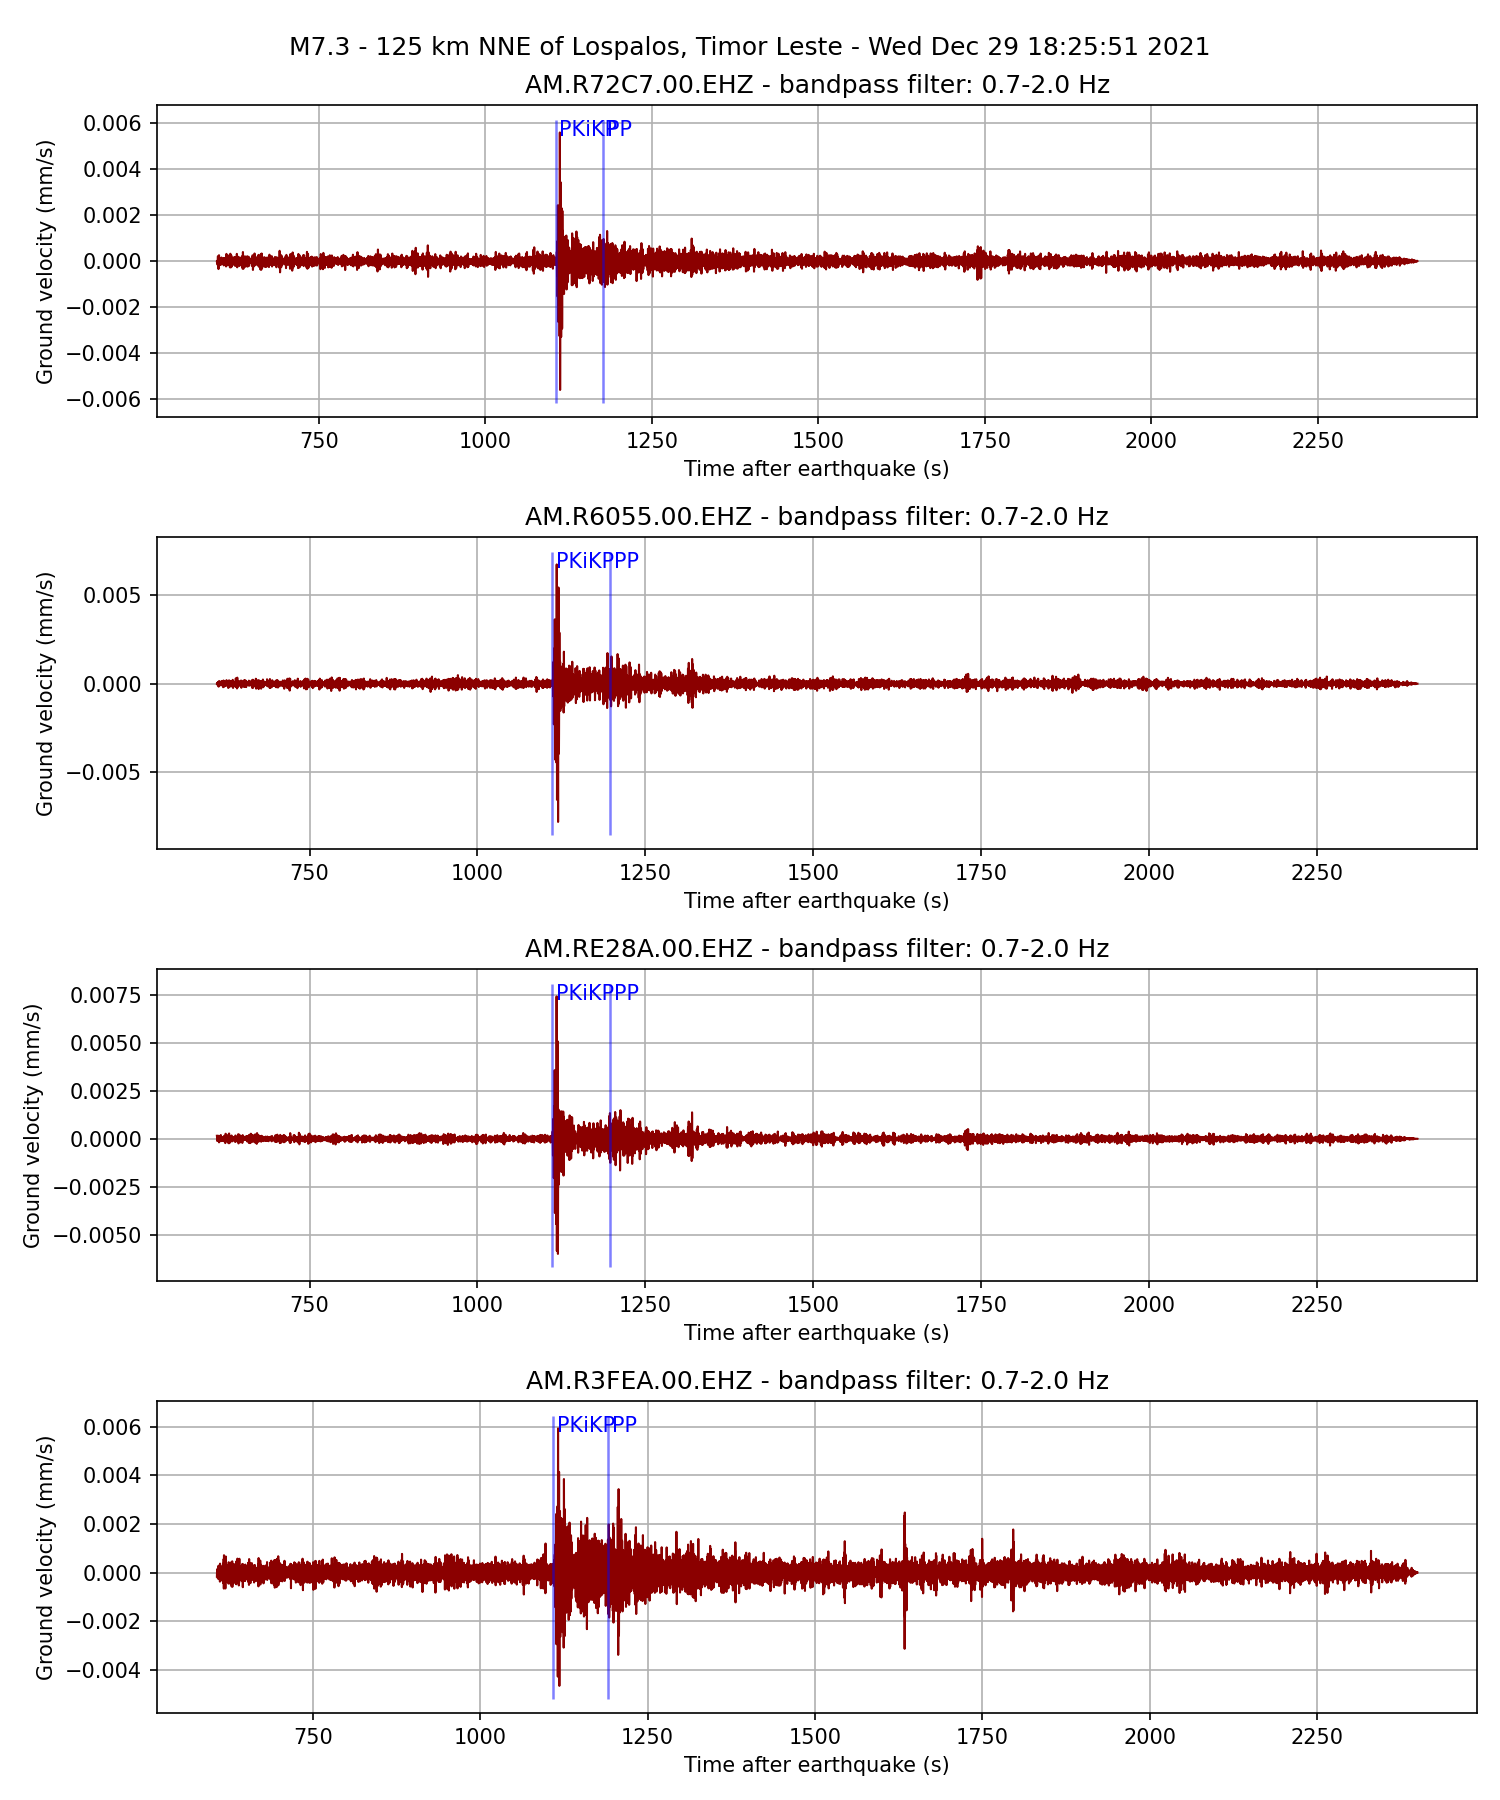 M7.3 - 125 km NNE of Lospalos, Timor Leste - Wed Dec 29 18:25:51 2021
AM.R72C7.00.EHZ - bandpass filter: 0.7-2.0 Hz
PKiKP PP
0.006
0.004
0.002
0.000
−0.002
−0.004
−0.006
Ground velocity (mm/s)
750 1000 1250 1500 1750 2000 2250
Time after earthquake (s)
AM.R6055.00.EHZ - bandpass filter: 0.7-2.0 Hz
PKiKP PP
0.005
0.000
−0.005
Ground velocity (mm/s)
750 1000 1250 1500 1750 2000 2250
Time after earthquake (s)
AM.RE28A.00.EHZ - bandpass filter: 0.7-2.0 Hz
PKiKP PP
0.0075
0.0050
0.0025
0.0000
−0.0025
−0.0050
Ground velocity (mm/s)
750 1000 1250 1500 1750 2000 2250
Time after earthquake (s)
AM.R3FEA.00.EHZ - bandpass filter: 0.7-2.0 Hz
PKiKP PP
0.006
0.004
0.002
0.000
−0.002
−0.004
Ground velocity (mm/s)
750 1000 1250 1500 1750 2000 2250
Time after earthquake (s)